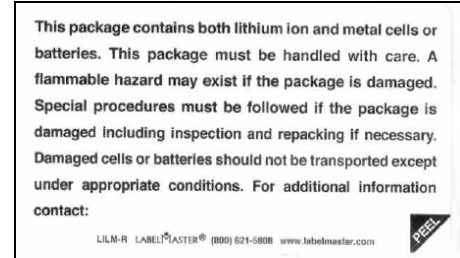 This package contains both lithium ion and metal cells or
batteries. This package must be handled with care. A
flammable hazard may exist if the package is damaged.
Special procedures must be followed if the package is
damaged including inspection and repacking if necessary.
Damaged cells or batteries should not be transported except
under appropriate conditions. For additional information
contact:
LILM-R LABELMASTER® (800) 621-5808 www.labelmaster.com
PEEL